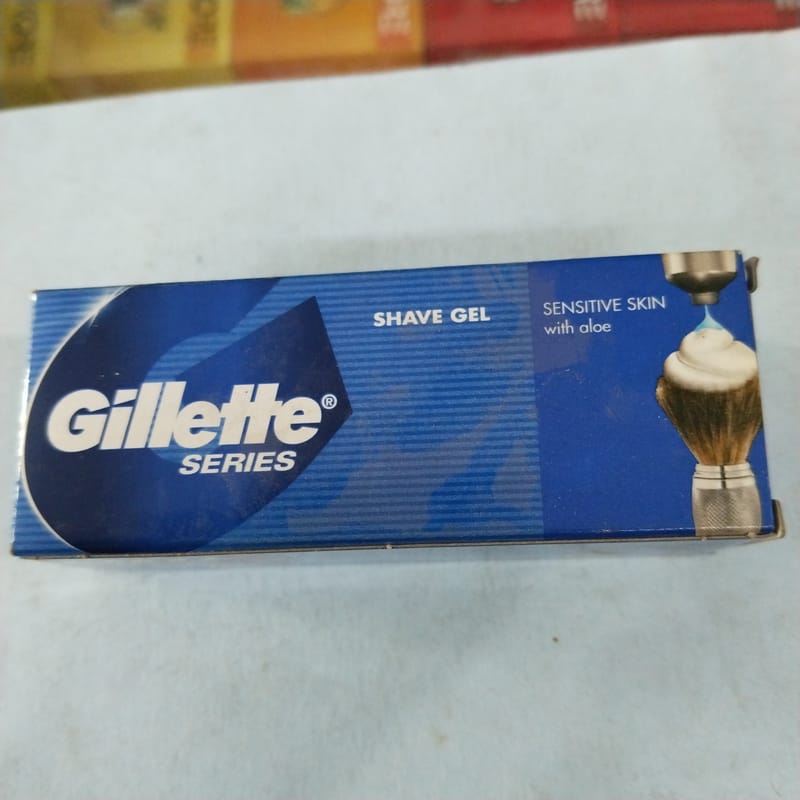 Gillette®
SERIES
SHAVE GEL
SENSITIVE SKIN
with aloe